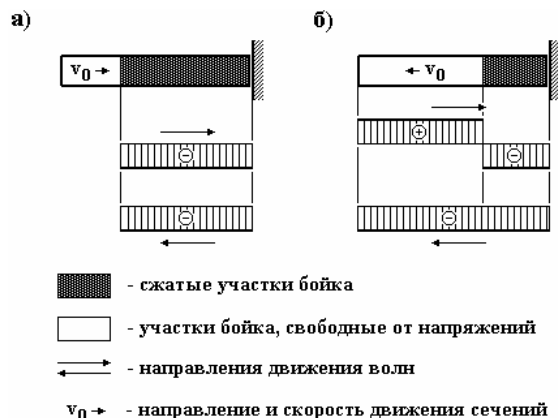 а) б)
v₀ → ← v₀
+
- -
- -
- сжатые участки бойка
- участки бойка, свободные от напряжений
- направления движения волн
v₀ → - направление и скорость движения сечений